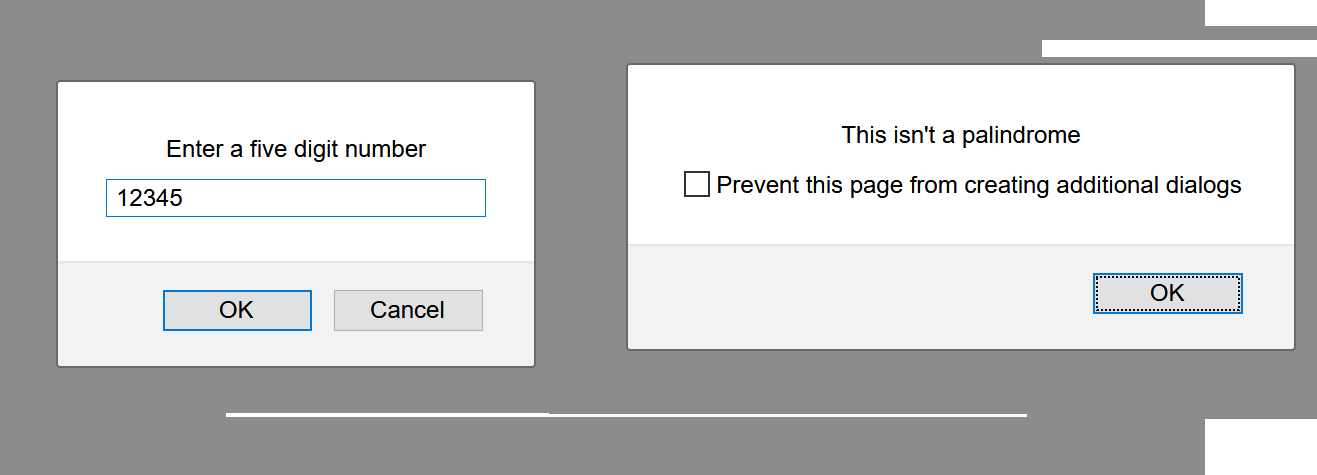 Enter a five digit number
12345
OK
Cancel
This isn't a palindrome
Prevent this page from creating additional dialogs
OK